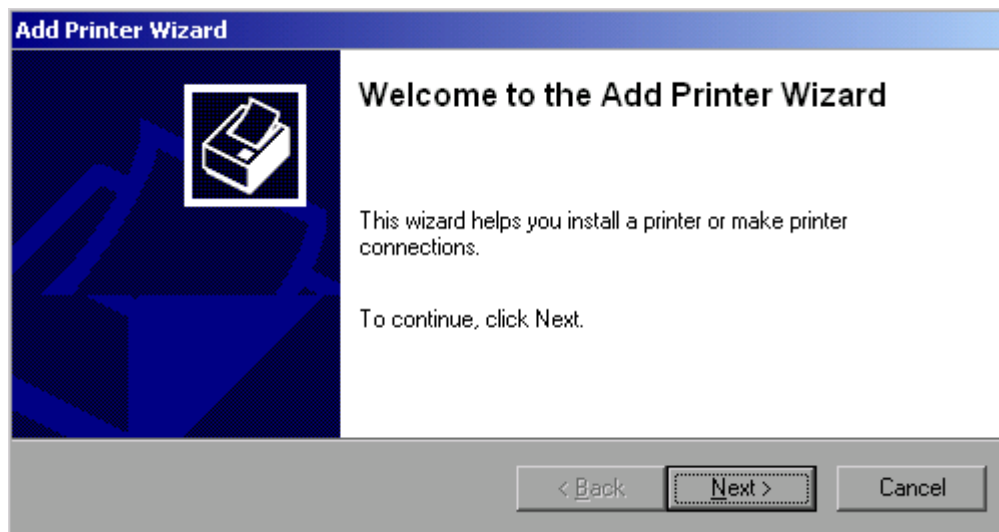 Add Printer Wizard
Welcome to the Add Printer Wizard
This wizard helps you install a printer or make printer
connections.
To continue, click Next.
< Back
Next >
Cancel